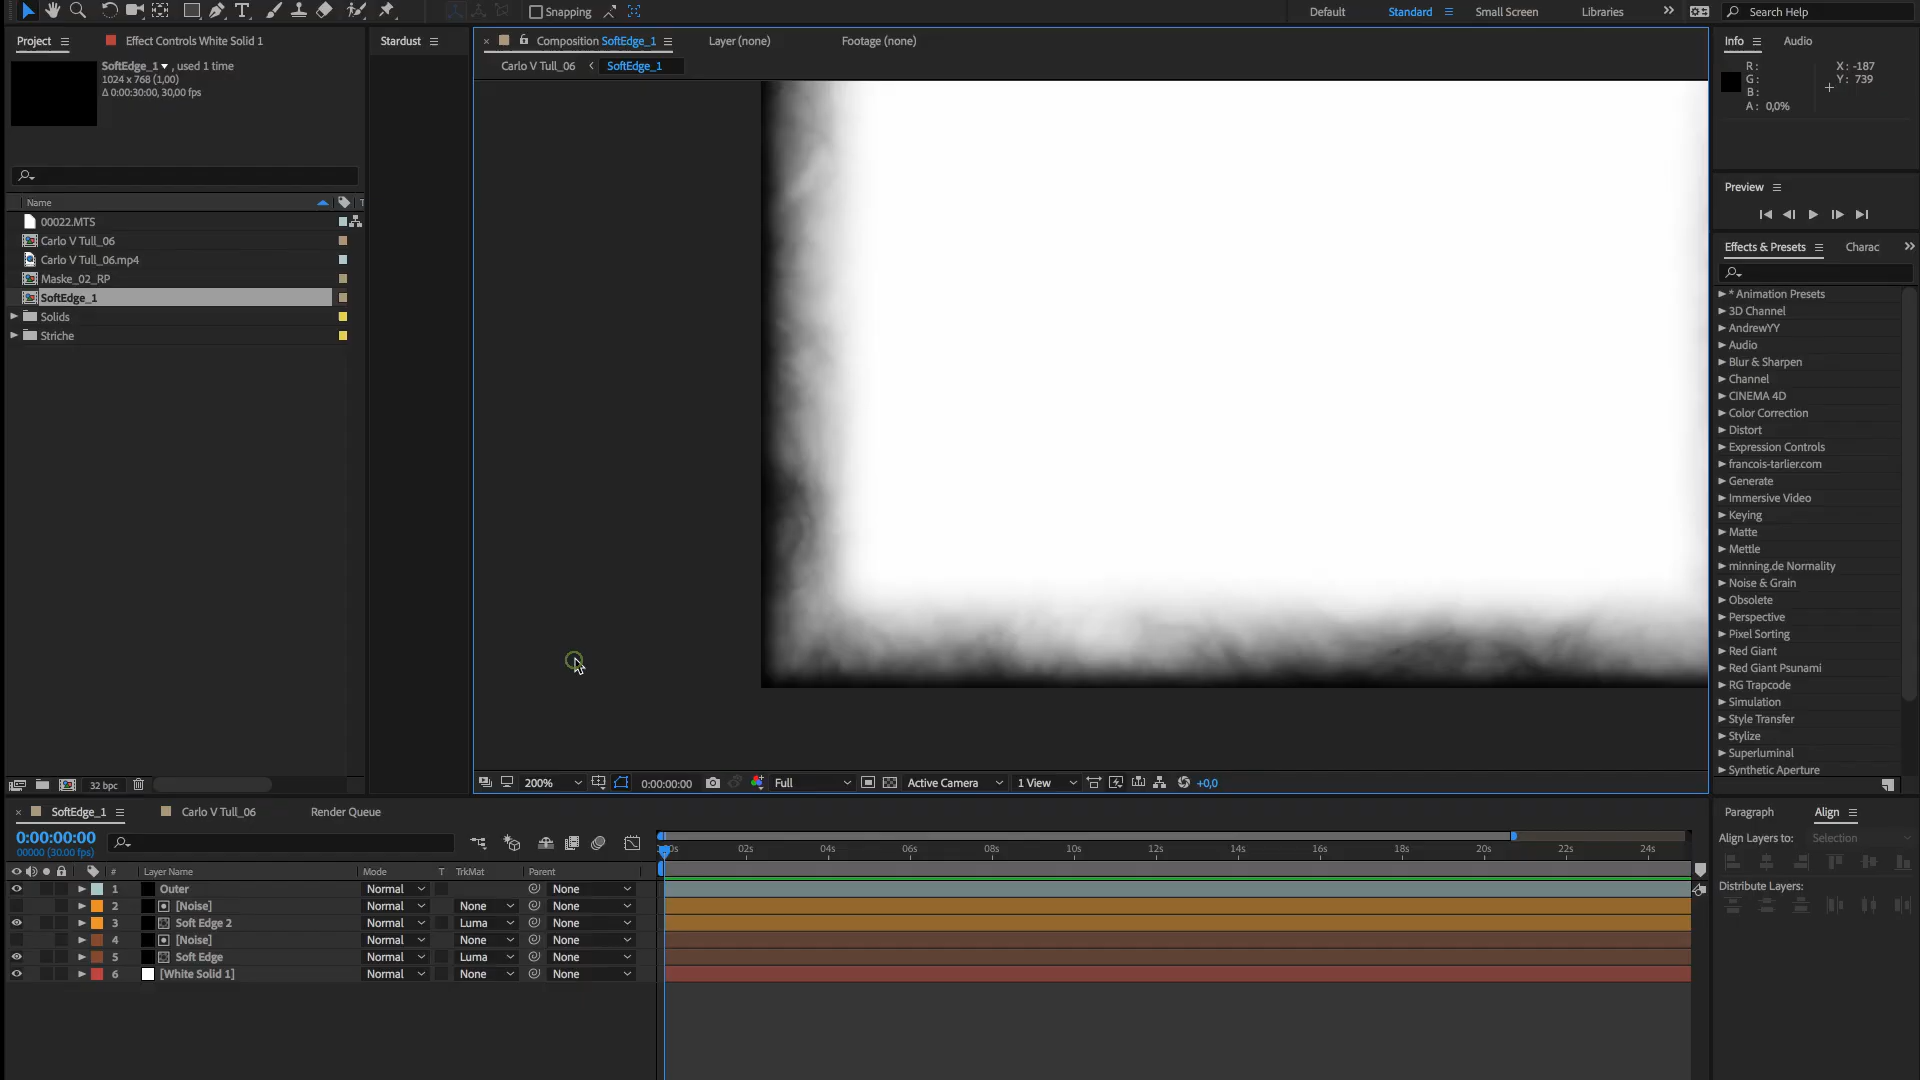 Snapping
Default
Standard
Small Screen
Libraries
Search Help
Project
Effect Controls White Solid 1
Stardust
Composition SoftEdge_1
Layer (none)
Footage (none)
Info
Audio
SoftEdge_1, used 1 time
1024 x 768 (1,00)
Δ 0:00:30:00, 30,00 fps
Carlo V Tull_06
SoftEdge_1
R:
G:
B:
A: 0,0%
X: -187
Y: 739
Preview
Name
T
00022.MTS
Carlo V Tull_06
Carlo V Tull_06.mp4
Maske_02_RP
SoftEdge_1
Solids
Striche
Effects & Presets
Charac
* Animation Presets
3D Channel
AndrewYY
Audio
Blur & Sharpen
Channel
CINEMA 4D
Color Correction
Distort
Expression Controls
francois-tarlier.com
Generate
Immersive Video
Keying
Matte
Mettle
minning.de Normality
Noise & Grain
Obsolete
Perspective
Pixel Sorting
Red Giant
Red Giant Psunami
RG Trapcode
Simulation
Style Transfer
Stylize
Superluminal
Synthetic Aperture
32 bpc
200%
0:00:00:00
Full
Active Camera
1 View
+0,0
SoftEdge_1
Carlo V Tull_06
Render Queue
Paragraph
Align
0:00:00:00
00000 (30.00 fps)
Align Layers to:
Selection
Distribute Layers:
00s 02s 04s 06s 08s 10s 12s 14s 16s 18s 20s 22s 24s
# Layer Name Mode T TrkMat Parent
1 Outer Normal None
2 [Noise] Normal None None
3 Soft Edge 2 Normal Luma None
4 [Noise] Normal None None
5 Soft Edge Normal Luma None
6 [White Solid 1] Normal None None